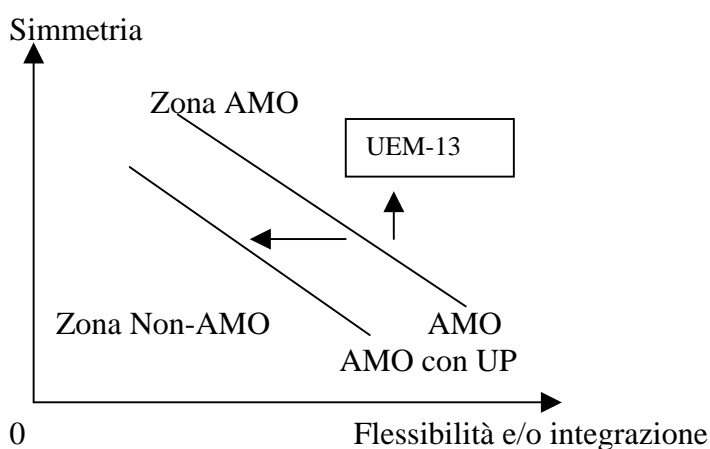 Simmetria
Zona AMO
UEM-13
Zona Non-AMO
AMO
AMO con UP
0
Flessibilità e/o integrazione